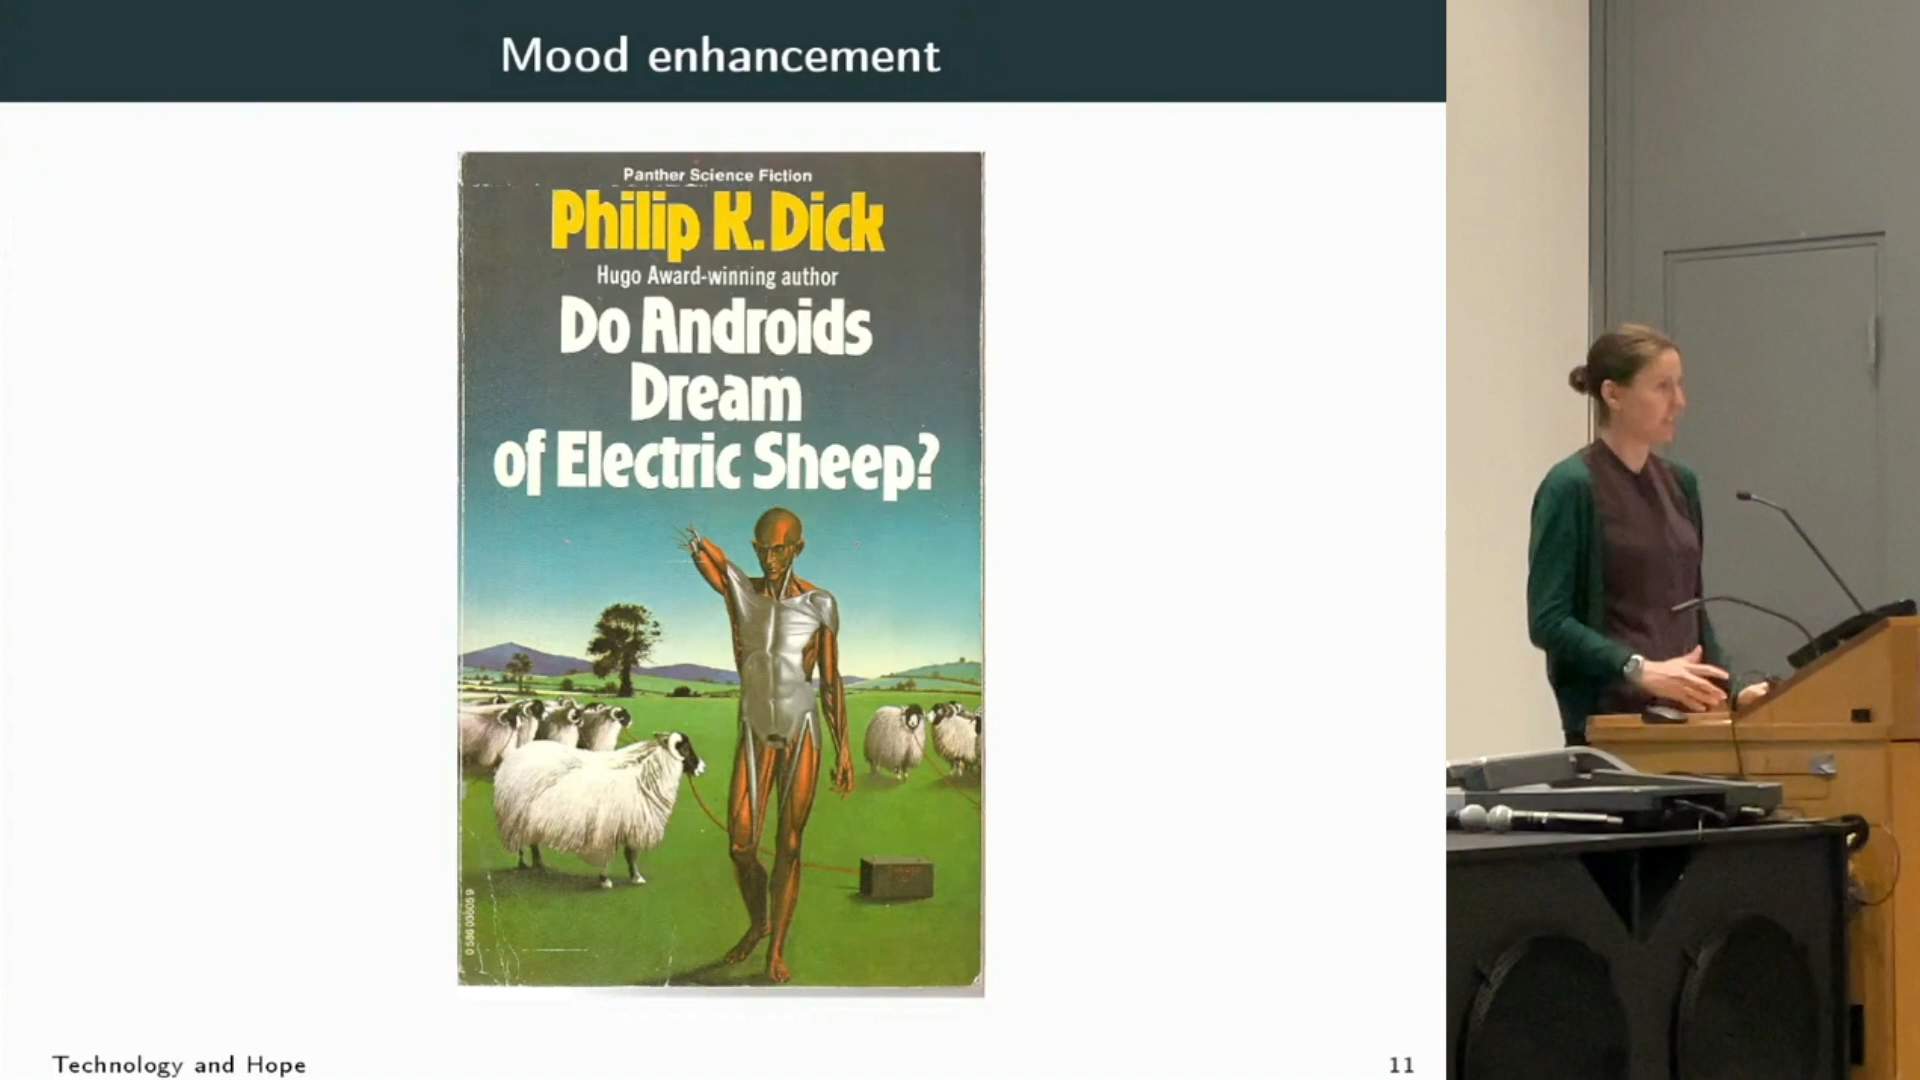 Mood enhancement
Panther Science Fiction
Philip K. Dick
Hugo Award-winning author
Do Androids
Dream
of Electric Sheep?
Technology and Hope
11